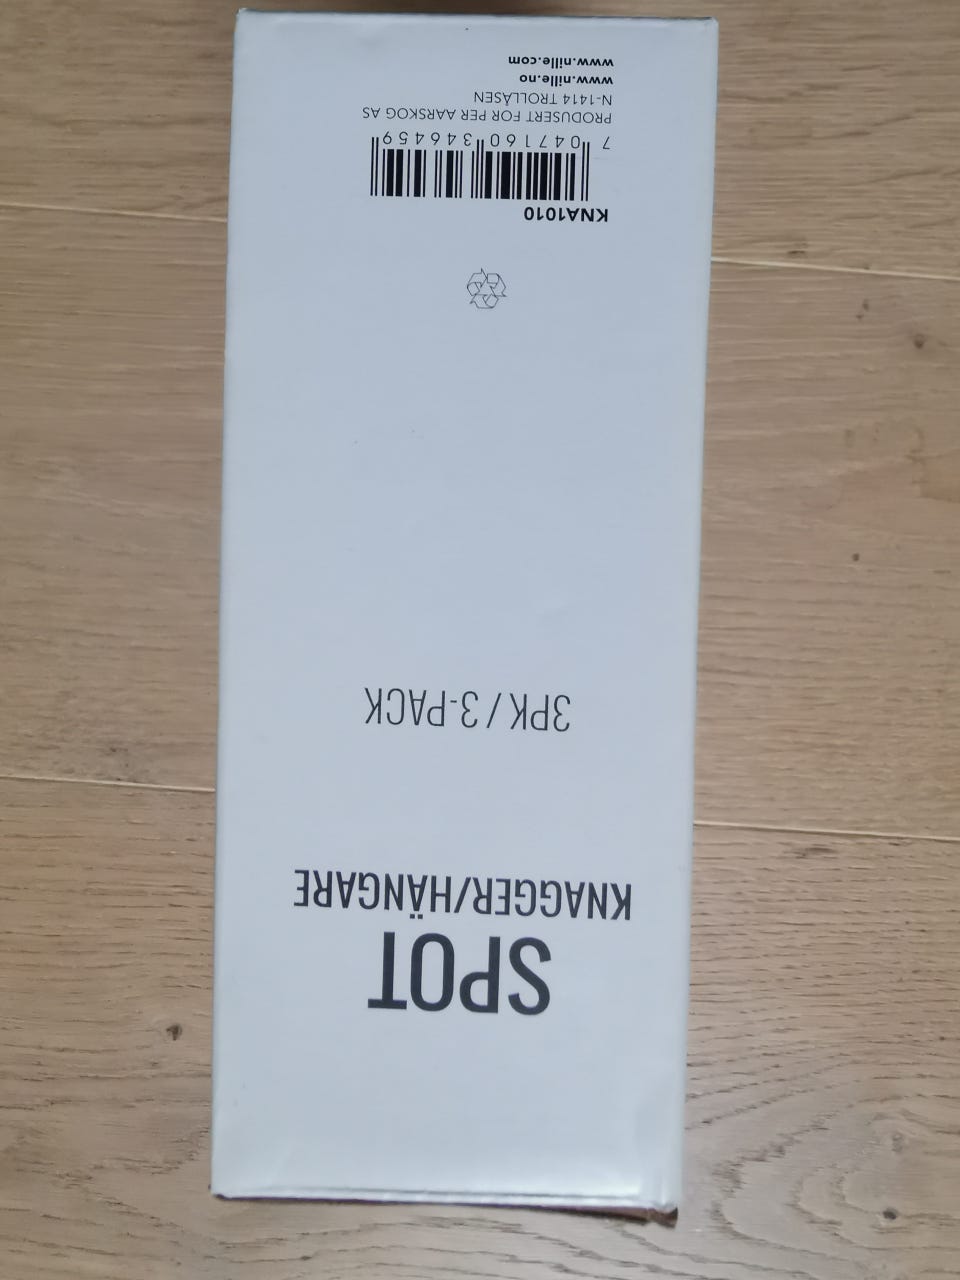 SPOT
KNAGGER/HÄNGARE
3PK / 3-PACK
KNA1010
7 047160 346459
PRODUSERT FOR PER AARSKOG AS
N-1414 TROLLÅSEN
www.nille.no
www.nille.com